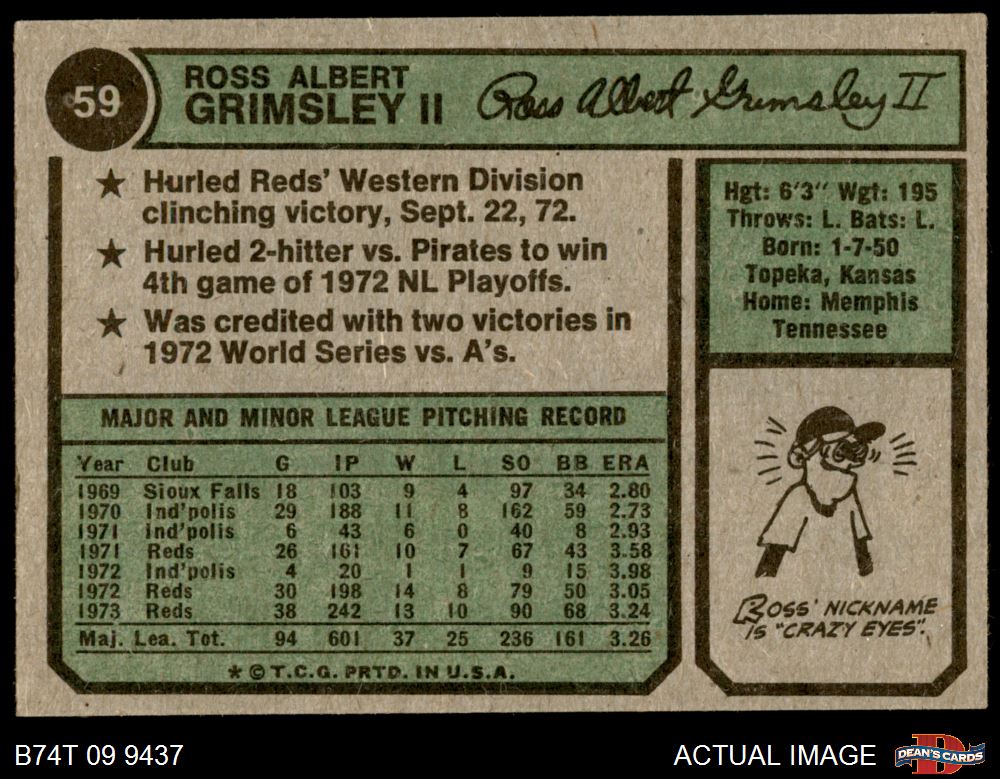 59
ROSS ALBERT
GRIMSLEY II
Ross Albert Grimsley II
★ Hurled Reds' Western Division
clinching victory, Sept. 22, 72.
★ Hurled 2-hitter vs. Pirates to win
4th game of 1972 NL Playoffs.
★ Was credited with two victories in
1972 World Series vs. A's.
Hgt: 6'3" Wgt: 195
Throws: L. Bats: L.
Born: 1-7-50
Topeka, Kansas
Home: Memphis
Tennessee
MAJOR AND MINOR LEAGUE PITCHING RECORD
Year Club G IP W L SO BB ERA
1969 Sioux Falls 18 103 9 4 97 34 2.80
1970 Ind'polis 29 188 11 8 162 59 2.73
1971 Ind'polis 6 43 6 0 40 8 2.93
1971 Reds 26 161 10 7 67 43 3.58
1972 Ind'polis 4 20 1 1 9 15 3.98
1972 Reds 30 198 14 8 79 50 3.05
1973 Reds 38 242 13 10 90 68 3.24
Maj. Lea. Tot. 94 601 37 25 236 161 3.26
* © T.C.G. PRTD. IN U.S.A.
ROSS' NICKNAME
IS "CRAZY EYES".
B74T 09 9437
ACTUAL IMAGE
D
DEAN'S CARDS